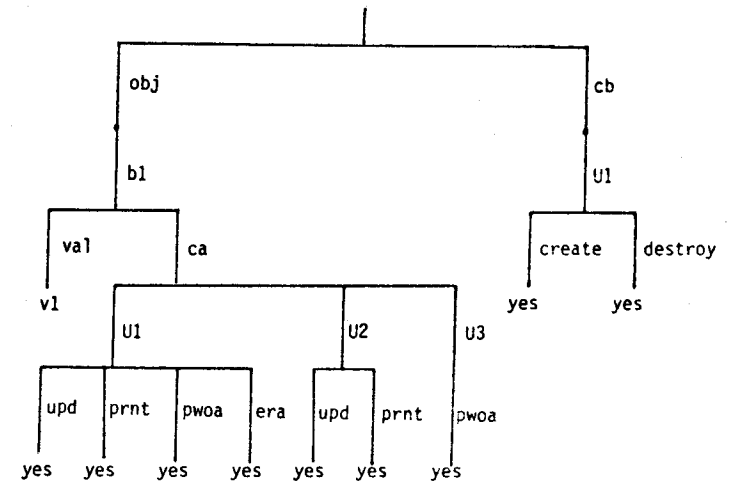 obj
cb
b1
U1
val
ca
create
destroy
v1
yes
yes
U1
U2
U3
upd
prnt
pwoa
era
upd
prnt
pwoa
yes
yes
yes
yes
yes
yes
yes